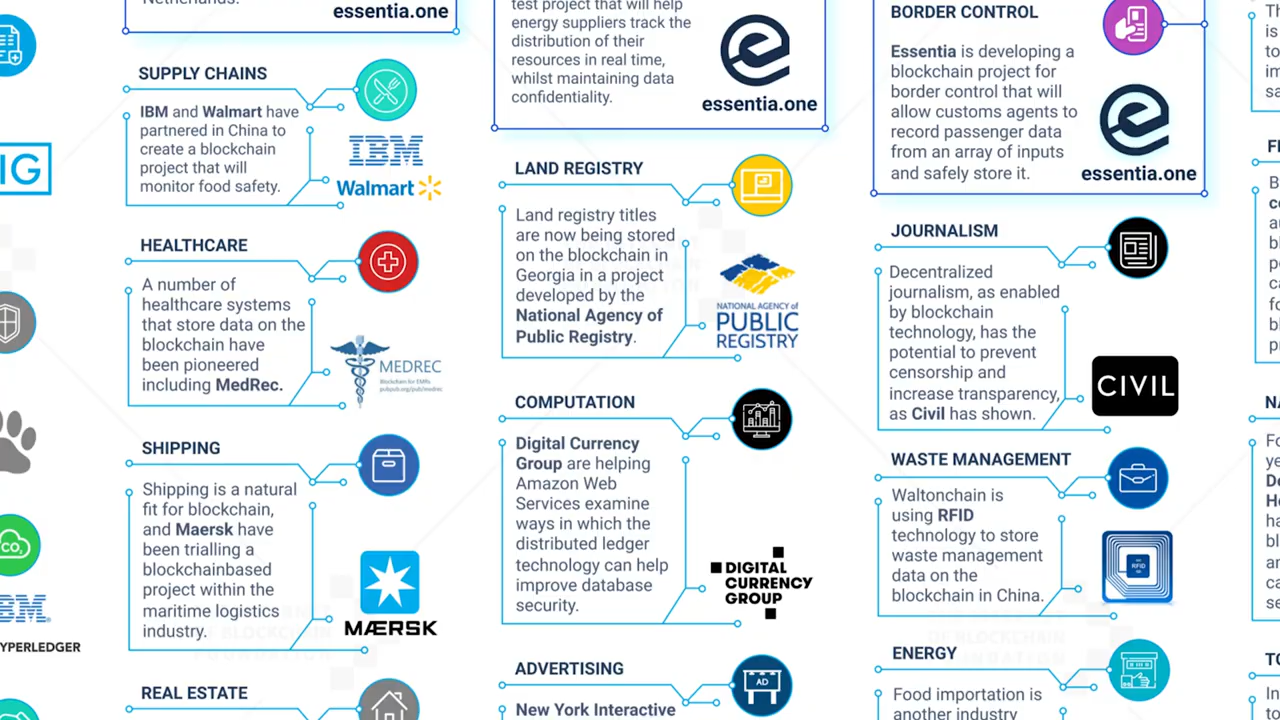 Netherlands.
essentia.one
SUPPLY CHAINS
IBM and Walmart have
partnered in China to
create a blockchain
project that will
monitor food safety.
IBM
Walmart
HEALTHCARE
A number of
healthcare systems
that store data on the
blockchain have
been pioneered
including MedRec.
MEDREC
Blockchain for EMRs
pubpub.org/pub/medrec
SHIPPING
Shipping is a natural
fit for blockchain,
and Maersk have
been trialling a
blockchainbased
project within the
maritime logistics
industry.
MÆRSK
REAL ESTATE
IG
CO₂
IBM
YPERLEDGER
test project that will help
energy suppliers track the
distribution of their
resources in real time,
whilst maintaining data
confidentiality.
essentia.one
LAND REGISTRY
Land registry titles
are now being stored
on the blockchain in
Georgia in a project
developed by the
National Agency of
Public Registry.
NATIONAL AGENCY of
PUBLIC
REGISTRY
COMPUTATION
Digital Currency
Group are helping
Amazon Web
Services examine
ways in which the
distributed ledger
technology can help
improve database
security.
DIGITAL
CURRENCY
GROUP
ADVERTISING
AD
New York Interactive
BORDER CONTROL
Essentia is developing a
blockchain project for
border control that will
allow customs agents to
record passenger data
from an array of inputs
and safely store it.
essentia.one
JOURNALISM
Decentralized
journalism, as enabled
by blockchain
technology, has the
potential to prevent
censorship and
increase transparency,
as Civil has shown.
CIVIL
WASTE MANAGEMENT
Waltonchain is
using RFID
technology to store
waste management
data on the
blockchain in China.
RFID
ENERGY
Food importation is
another industry